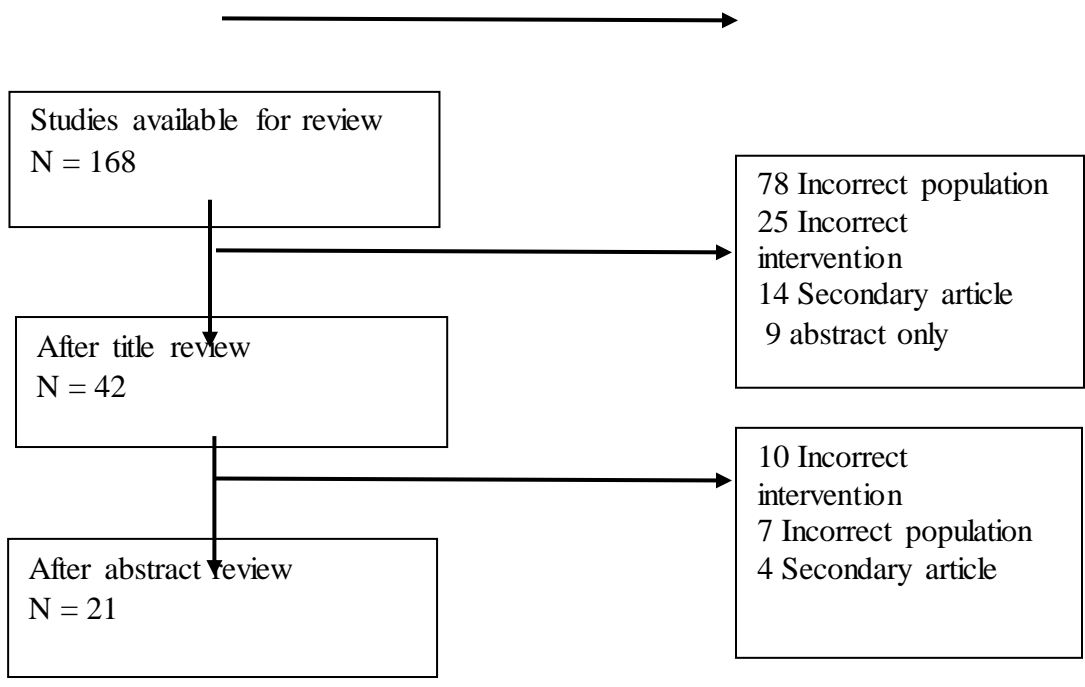 Studies available for review
N = 168
78 Incorrect population
25 Incorrect
intervention
14 Secondary article
9 abstract only
After title review
N = 42
10 Incorrect
intervention
7 Incorrect population
4 Secondary article
After abstract review
N = 21